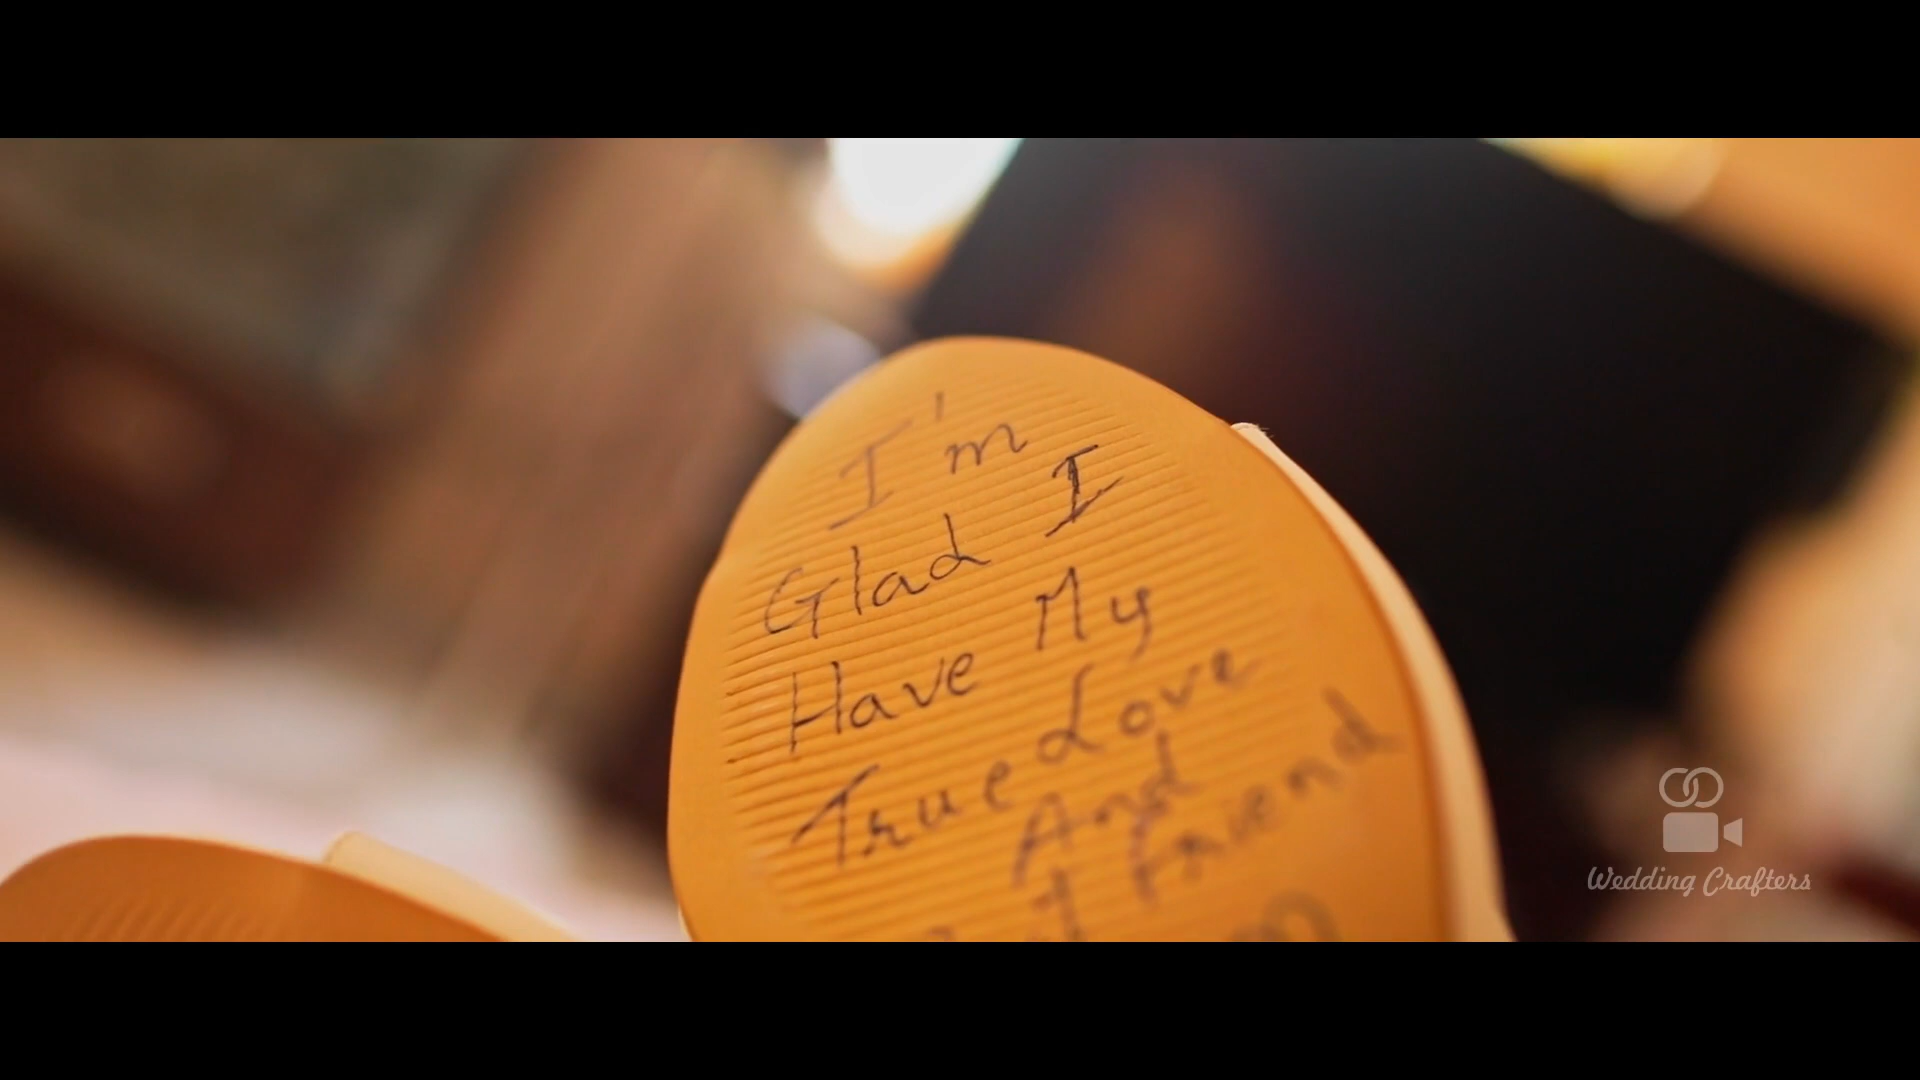 I'm
Glad I
Have My
True Love
And
Friend
Wedding Crafters